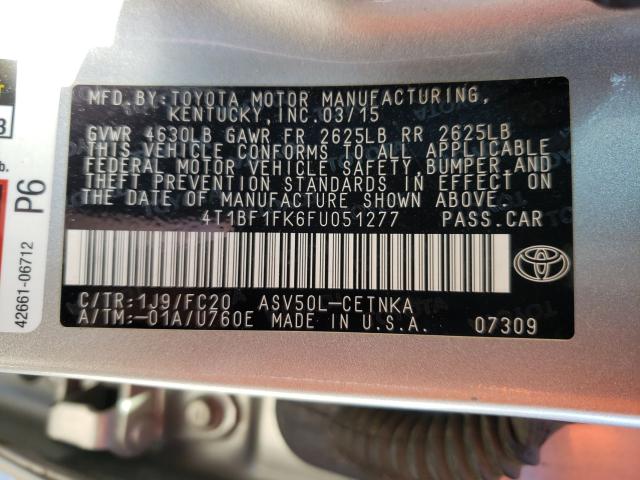 MFD.BY:TOYOTA MOTOR MANUFACTURING,
KENTUCKY,INC.03/15
GVWR 4630LB GAWR FR 2625LB RR 2625LB
THIS VEHICLE CONFORMS TO ALL APPLICABLE
FEDERAL MOTOR VEHICLE SAFETY,BUMPER,AND
THEFT PREVENTION STANDARDS IN EFFECT ON
THE DATE OF MANUFACTURE SHOWN ABOVE.
4T1BF1FK6FU051277 PASS.CAR
C/TR:1J9/FC20 ASV50L-CETNKA
A/TM:-01A/U760E MADE IN U.S.A. 07309
P6
42661-06712